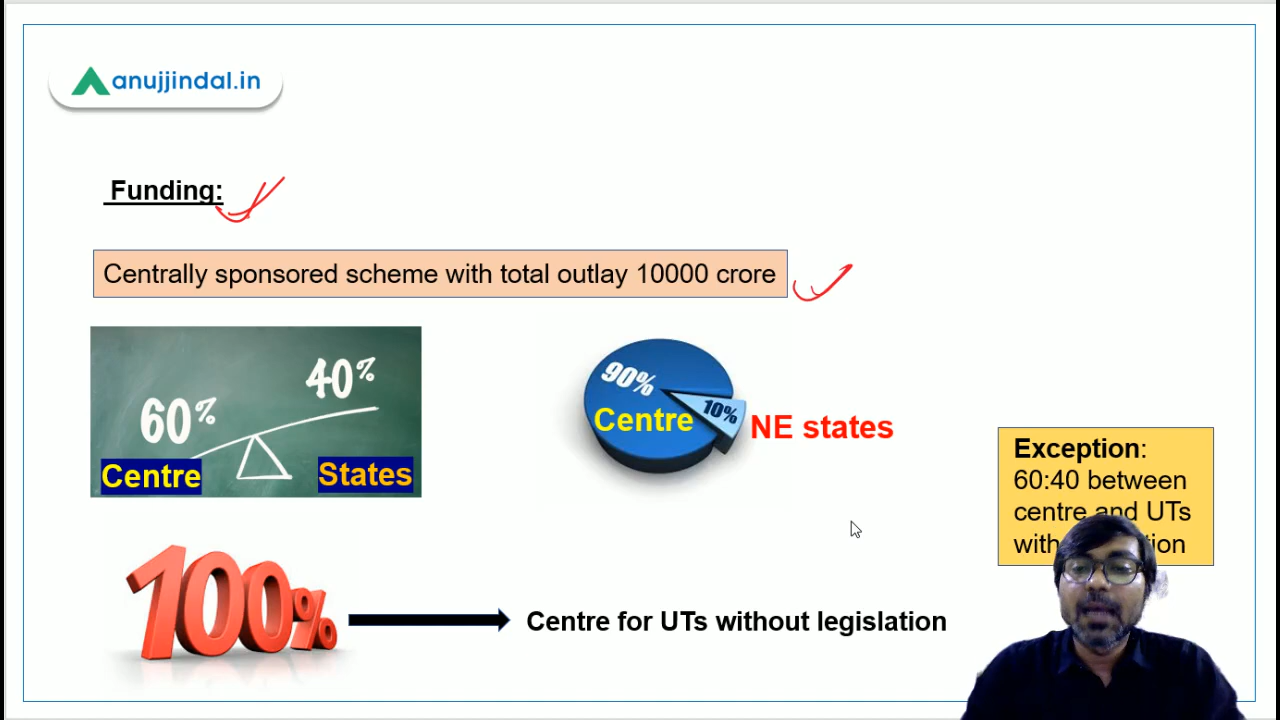 anujjindal.in
Funding:
Centrally sponsored scheme with total outlay 10000 crore
60%
40%
Centre
States
90%
10%
Centre
NE states
Exception:
60:40 between
centre and UTs
100%
Centre for UTs without legislation